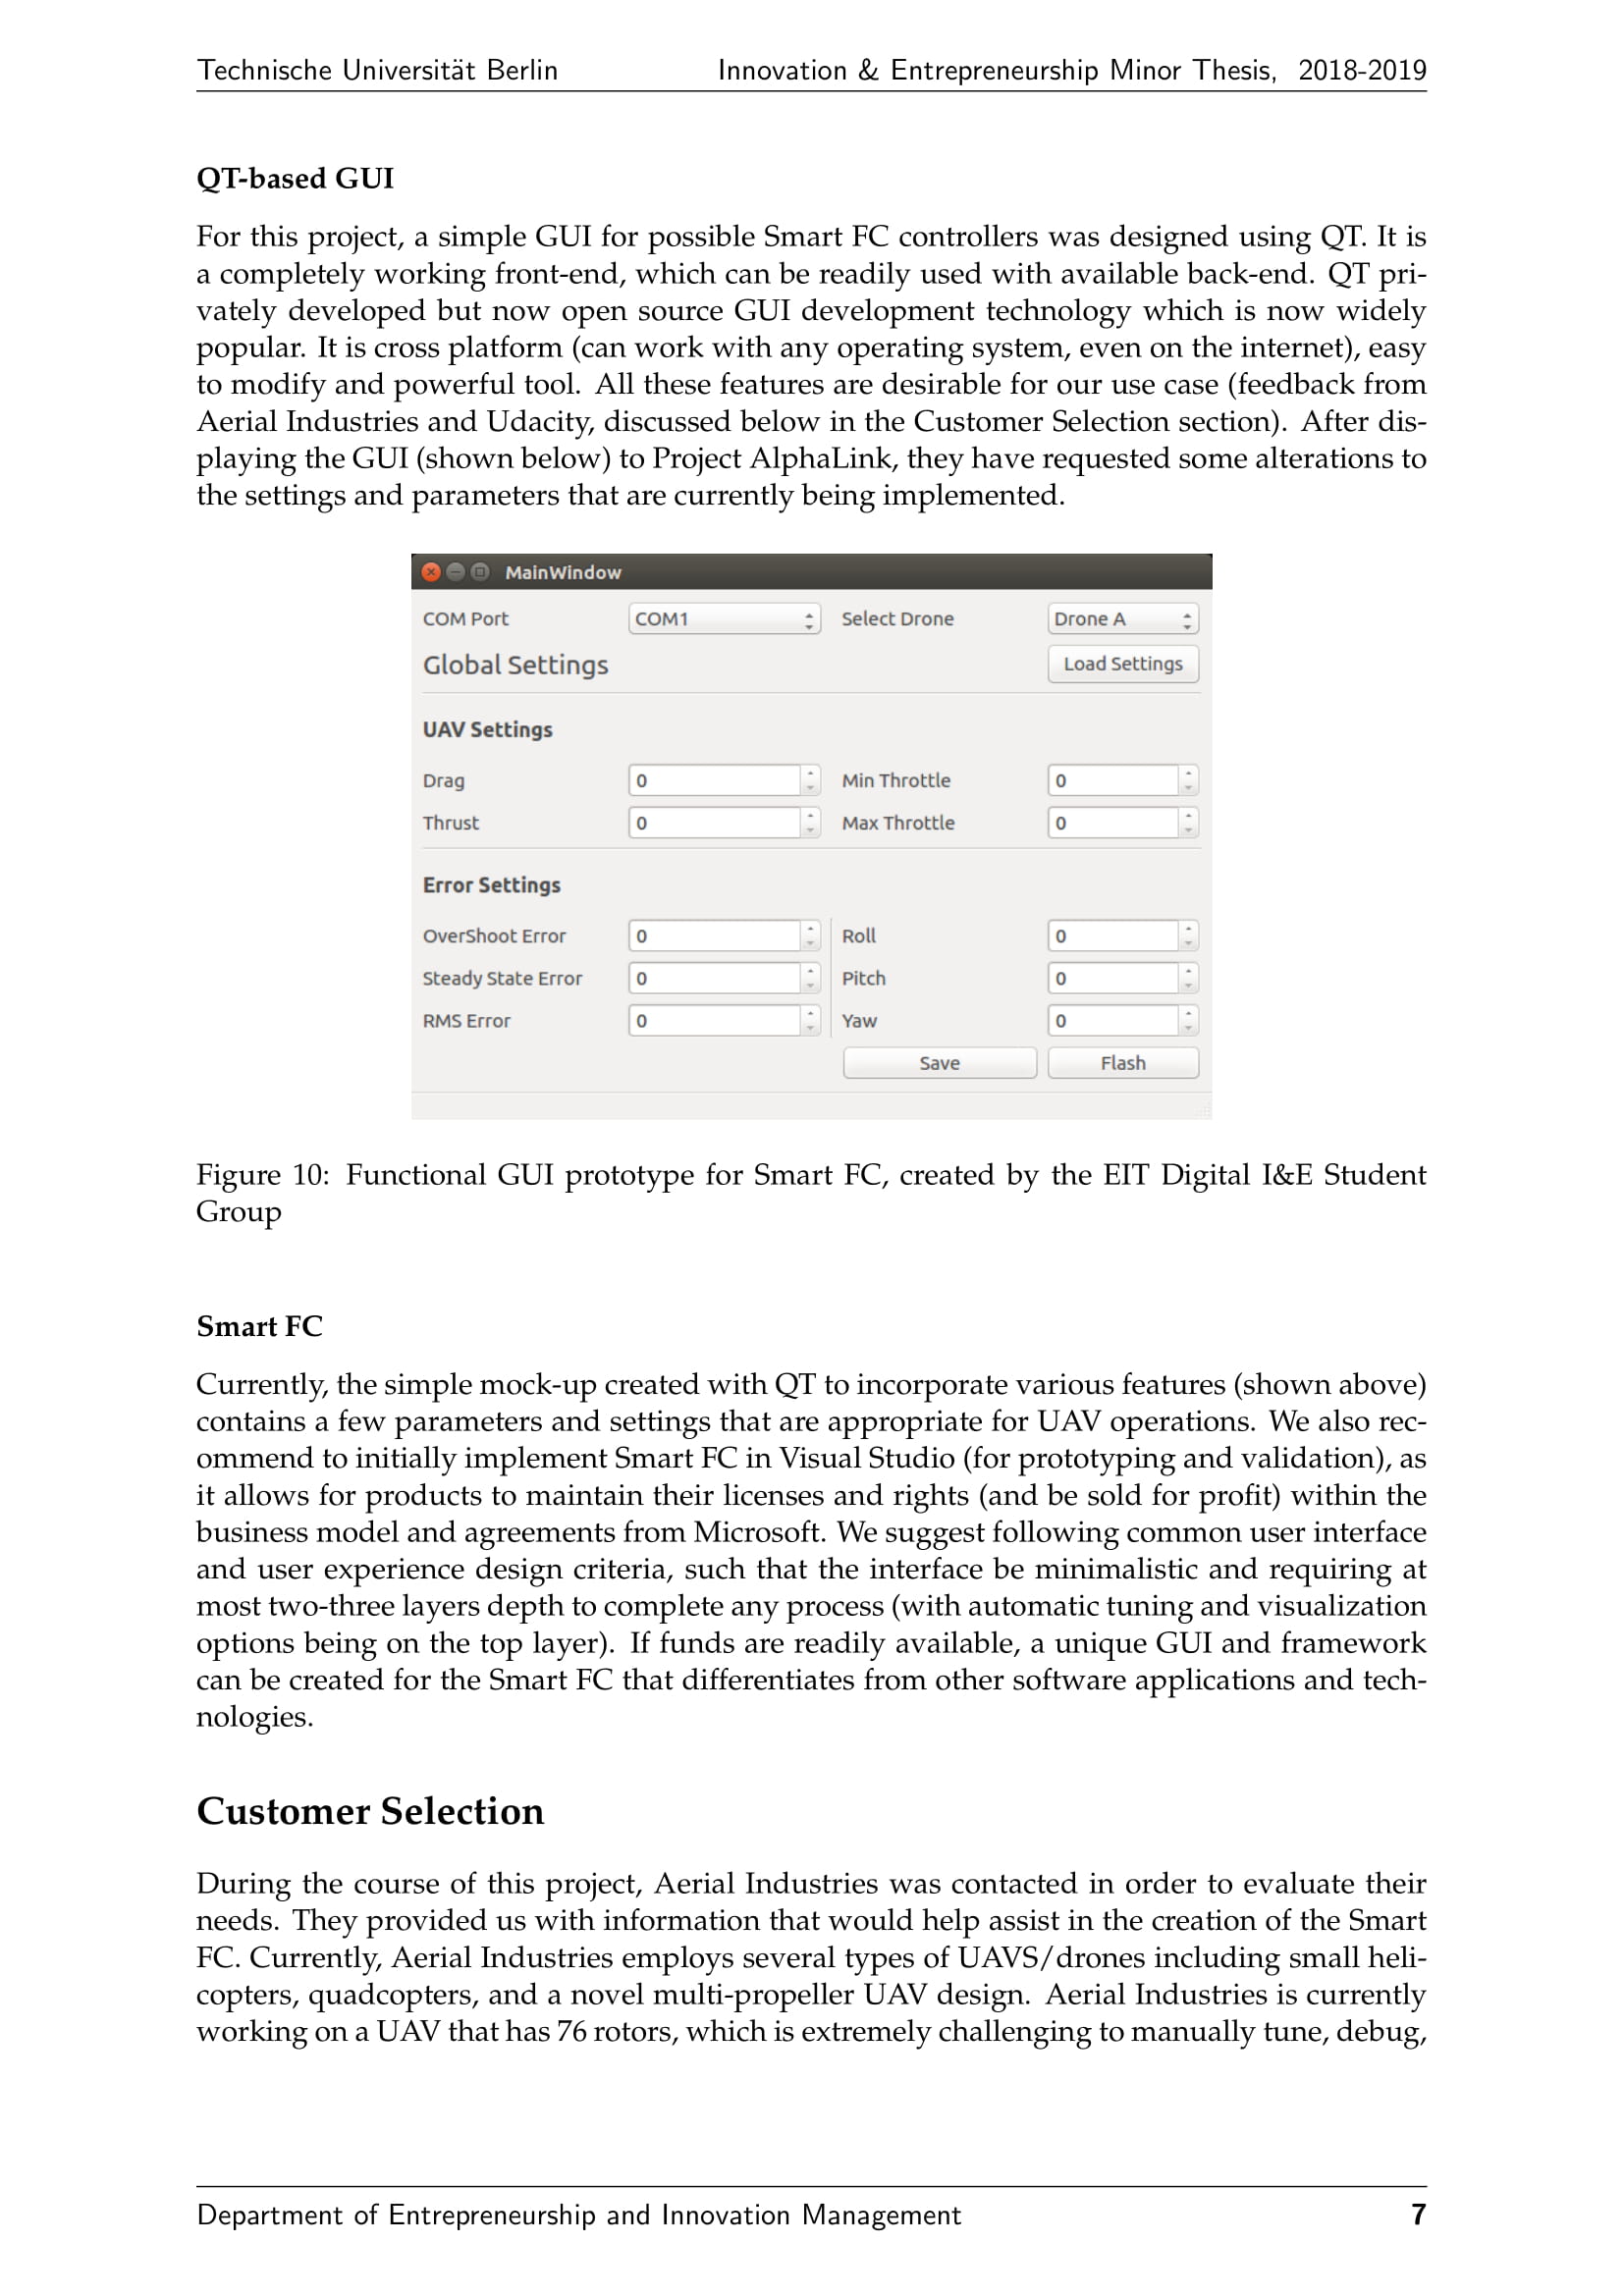 Technische Universität Berlin Innovation & Entrepreneurship Minor Thesis, 2018-2019
QT-based GUI
For this project, a simple GUI for possible Smart FC controllers was designed using QT. It is
a completely working front-end, which can be readily used with available back-end. QT pri-
vately developed but now open source GUI development technology which is now widely
popular. It is cross platform (can work with any operating system, even on the internet), easy
to modify and powerful tool. All these features are desirable for our use case (feedback from
Aerial Industries and Udacity, discussed below in the Customer Selection section). After dis-
playing the GUI (shown below) to Project AlphaLink, they have requested some alterations to
the settings and parameters that are currently being implemented.
MainWindow
COM Port COM1 Select Drone Drone A
Global Settings Load Settings
UAV Settings
Drag 0 Min Throttle 0
Thrust 0 Max Throttle 0
Error Settings
OverShoot Error 0 Roll 0
Steady State Error 0 Pitch 0
RMS Error 0 Yaw 0
Save Flash
Figure 10: Functional GUI prototype for Smart FC, created by the EIT Digital I&E Student
Group
Smart FC
Currently, the simple mock-up created with QT to incorporate various features (shown above)
contains a few parameters and settings that are appropriate for UAV operations. We also rec-
ommend to initially implement Smart FC in Visual Studio (for prototyping and validation), as
it allows for products to maintain their licenses and rights (and be sold for profit) within the
business model and agreements from Microsoft. We suggest following common user interface
and user experience design criteria, such that the interface be minimalistic and requiring at
most two-three layers depth to complete any process (with automatic tuning and visualization
options being on the top layer). If funds are readily available, a unique GUI and framework
can be created for the Smart FC that differentiates from other software applications and tech-
nologies.
Customer Selection
During the course of this project, Aerial Industries was contacted in order to evaluate their
needs. They provided us with information that would help assist in the creation of the Smart
FC. Currently, Aerial Industries employs several types of UAVS/drones including small heli-
copters, quadcopters, and a novel multi-propeller UAV design. Aerial Industries is currently
working on a UAV that has 76 rotors, which is extremely challenging to manually tune, debug,
Department of Entrepreneurship and Innovation Management 7